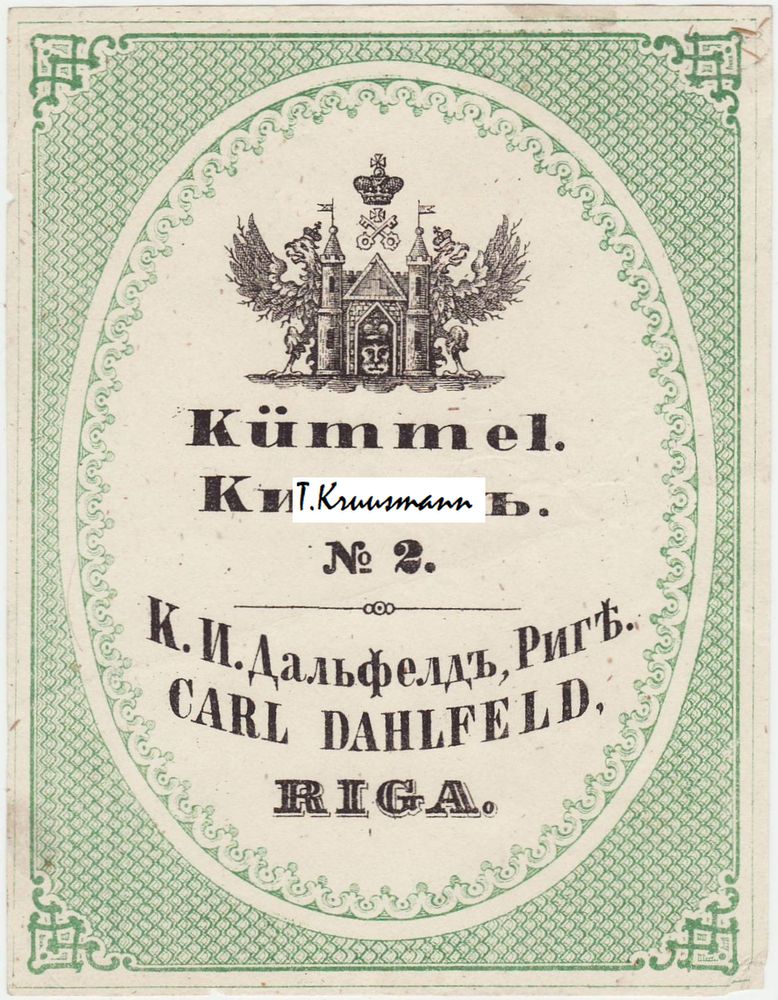 Kümmel.
T.Kruusmann
№ 2.
К. И. Дальфелдъ, Ригѣ.
CARL DAHLFELD,
RIGA.